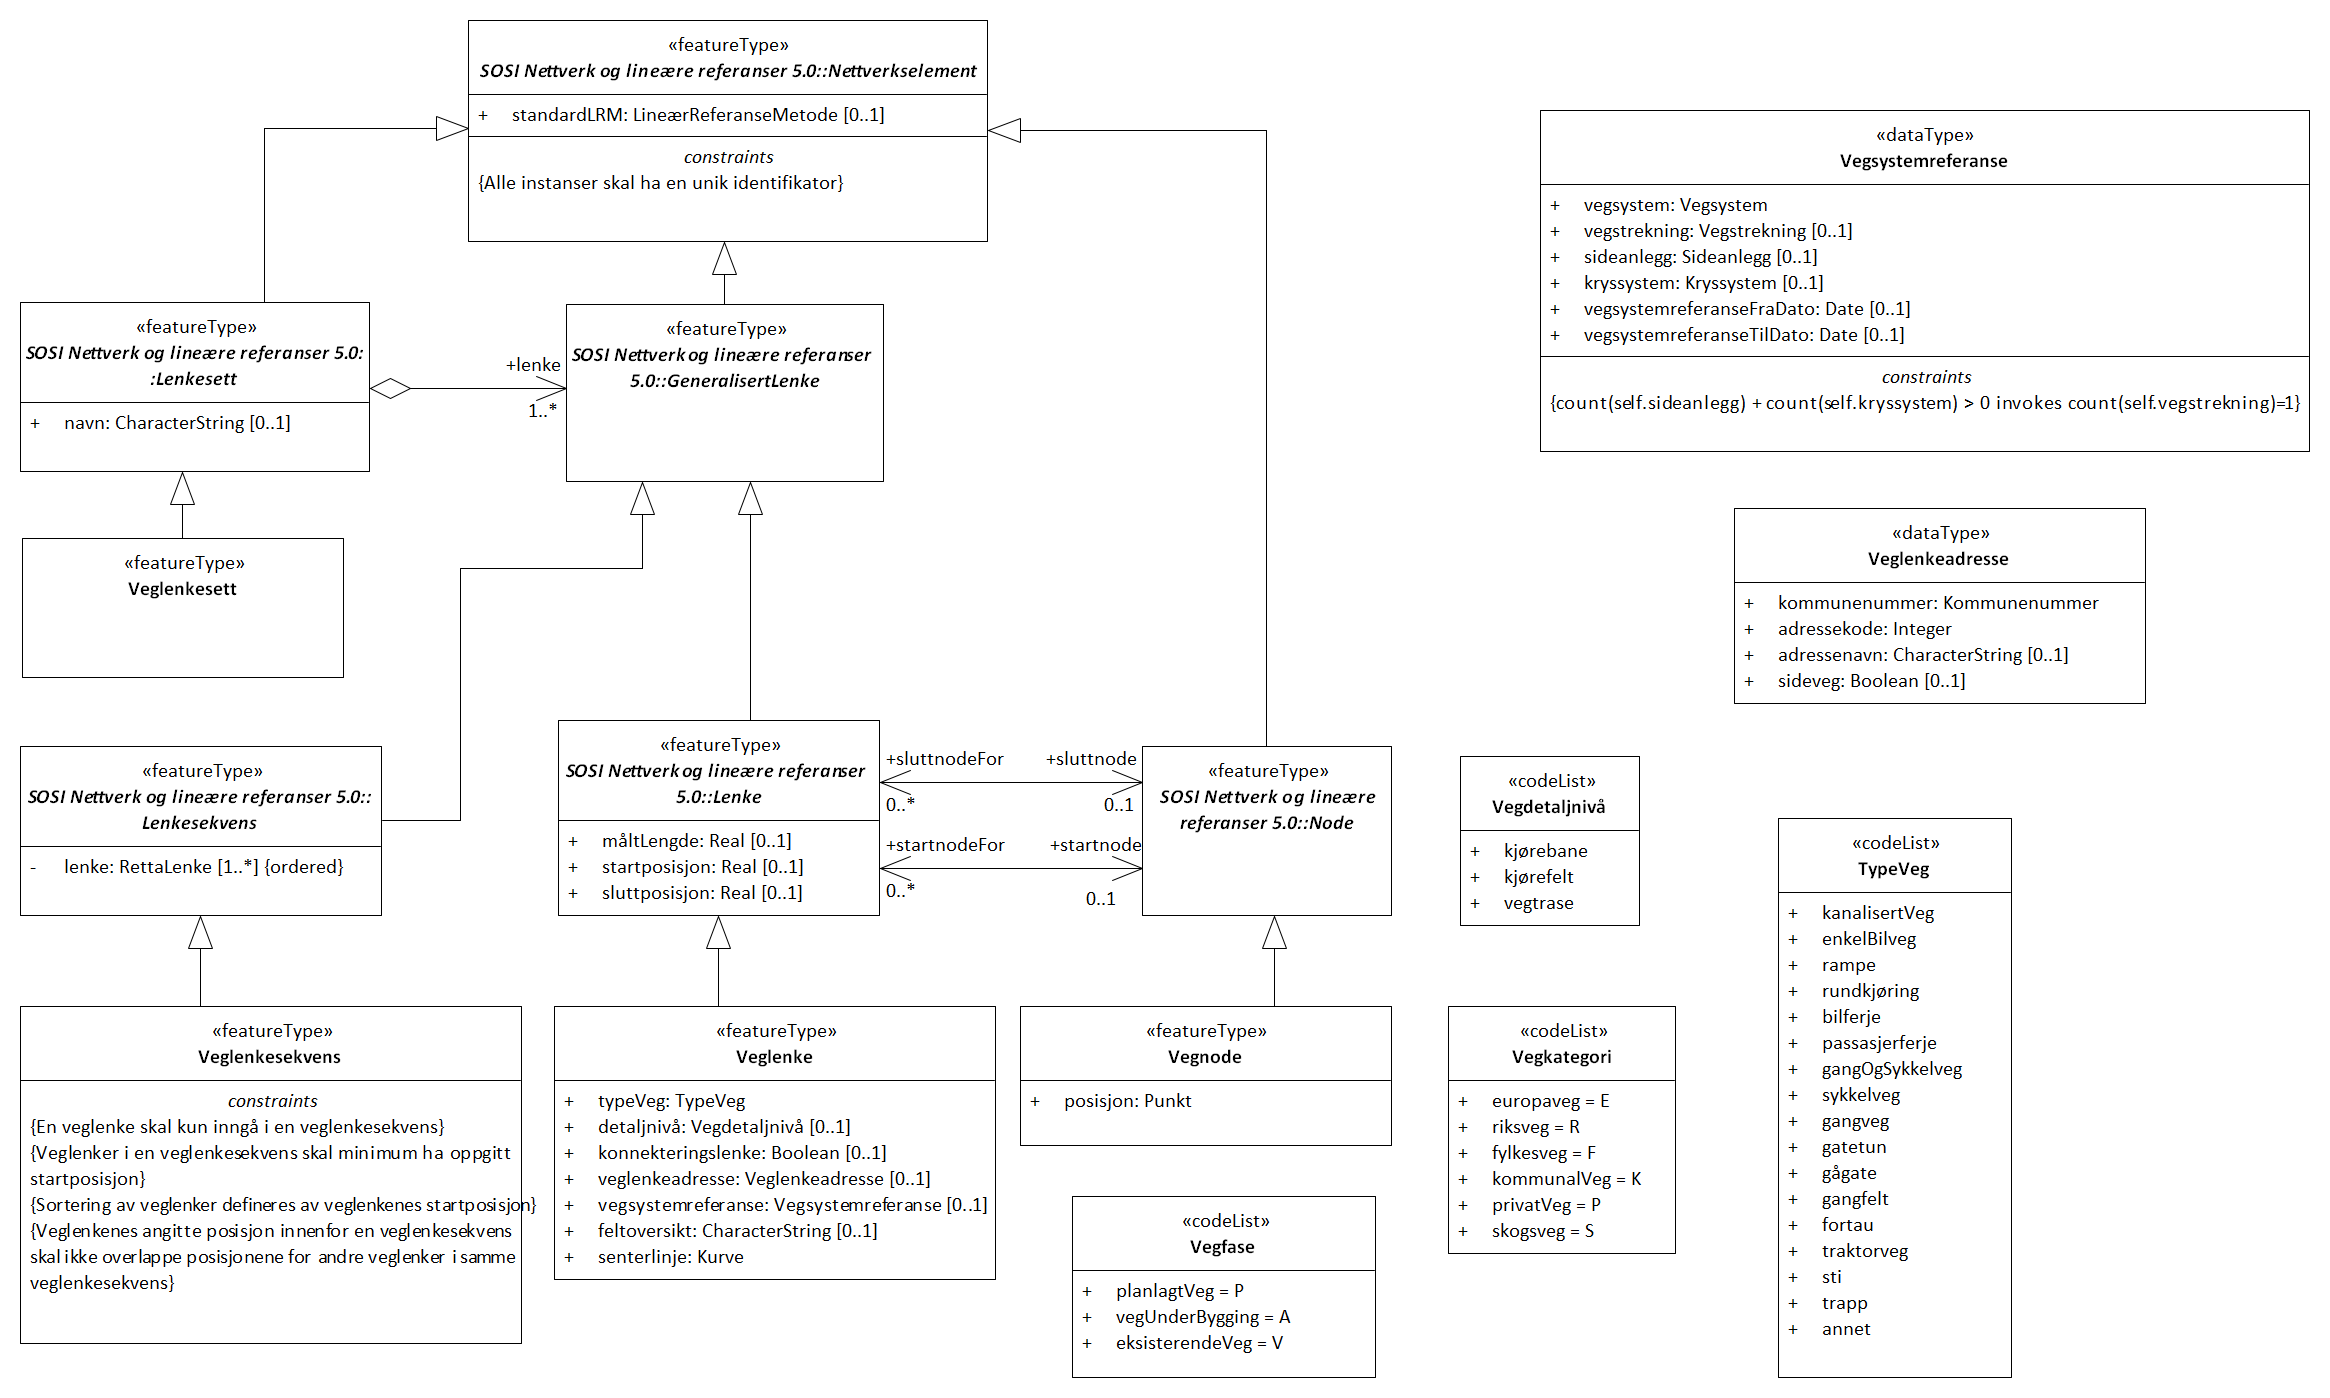 «featureType»
SOSI Nettverk og lineære referanser 5.0::Nettverkselement
+ standardLRM: LineærReferanseMetode [0..1]
constraints
{Alle instanser skal ha en unik identifikator}
«featureType»
SOSI Nettverk og lineære referanser 5.0:
:Lenkesett
+ navn: CharacterString [0..1]
+lenke
1..*
«featureType»
SOSI Nettverk og lineære referanser
5.0::GeneralisertLenke
«featureType»
Veglenkesett
«featureType»
SOSI Nettverk og lineære referanser 5.0::
Lenkesekvens
- lenke: RettaLenke [1..*] {ordered}
«featureType»
SOSI Nettverk og lineære referanser
5.0::Lenke
+ måltLengde: Real [0..1]
+ startposisjon: Real [0..1]
+ sluttposisjon: Real [0..1]
+sluttnodeFor
+sluttnode
0..*
0..1
+startnodeFor
+startnode
0..*
0..1
«featureType»
SOSI Nettverk og lineære
referanser 5.0::Node
«featureType»
Veglenkesekvens
constraints
{En veglenke skal kun inngå i en veglenkesekvens}
{Veglenker i en veglenkesekvens skal minimum ha oppgitt
startposisjon}
{Sortering av veglenker defineres av veglenkenes startposisjon}
{Veglenkenes angitte posisjon innenfor en veglenkesekvens
skal ikke overlappe posisjonene for andre veglenker i samme
veglenkesekvens}
«featureType»
Veglenke
+ typeVeg: TypeVeg
+ detaljnivå: Vegdetaljnivå [0..1]
+ konnekteringslenke: Boolean [0..1]
+ veglenkeadresse: Veglenkeadresse [0..1]
+ vegsystemreferanse: Vegsystemreferanse [0..1]
+ feltoversikt: CharacterString [0..1]
+ senterlinje: Kurve
«featureType»
Vegnode
+ posisjon: Punkt
«codeList»
Vegfase
+ planlagtVeg = P
+ vegUnderBygging = A
+ eksisterendeVeg = V
«dataType»
Vegsystemreferanse
+ vegsystem: Vegsystem
+ vegstrekning: Vegstrekning [0..1]
+ sideanlegg: Sideanlegg [0..1]
+ kryssystem: Kryssystem [0..1]
+ vegsystemreferanseFraDato: Date [0..1]
+ vegsystemreferanseTilDato: Date [0..1]
constraints
{count(self.sideanlegg) + count(self.kryssystem) > 0 invokes count(self.vegstrekning)=1}
«dataType»
Veglenkeadresse
+ kommunenummer: Kommunenummer
+ adressekode: Integer
+ adressenavn: CharacterString [0..1]
+ sideveg: Boolean [0..1]
«codeList»
Vegdetaljnivå
+ kjørebane
+ kjørefelt
+ vegtrase
«codeList»
Vegkategori
+ europaveg = E
+ riksveg = R
+ fylkesveg = F
+ kommunalVeg = K
+ privatVeg = P
+ skogsveg = S
«codeList»
TypeVeg
+ kanalisertVeg
+ enkelBilveg
+ rampe
+ rundkjøring
+ bilferje
+ passasjerferje
+ gangOgSykkelveg
+ sykkelveg
+ gangveg
+ gatetun
+ gågate
+ gangfelt
+ fortau
+ traktorveg
+ sti
+ trapp
+ annet